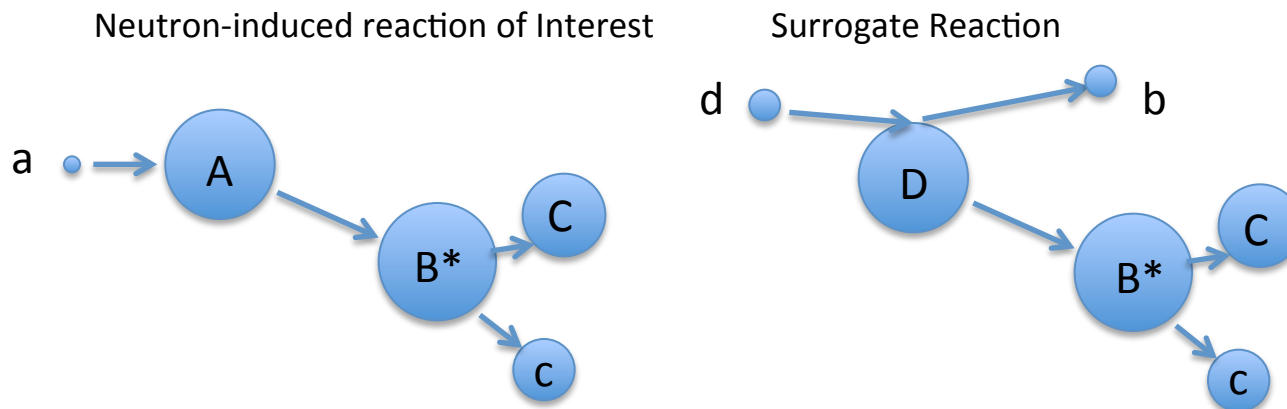 Neutron-induced reaction of Interest
a
A
B*
C
c
Surrogate Reaction
d
b
D
B*
C
c